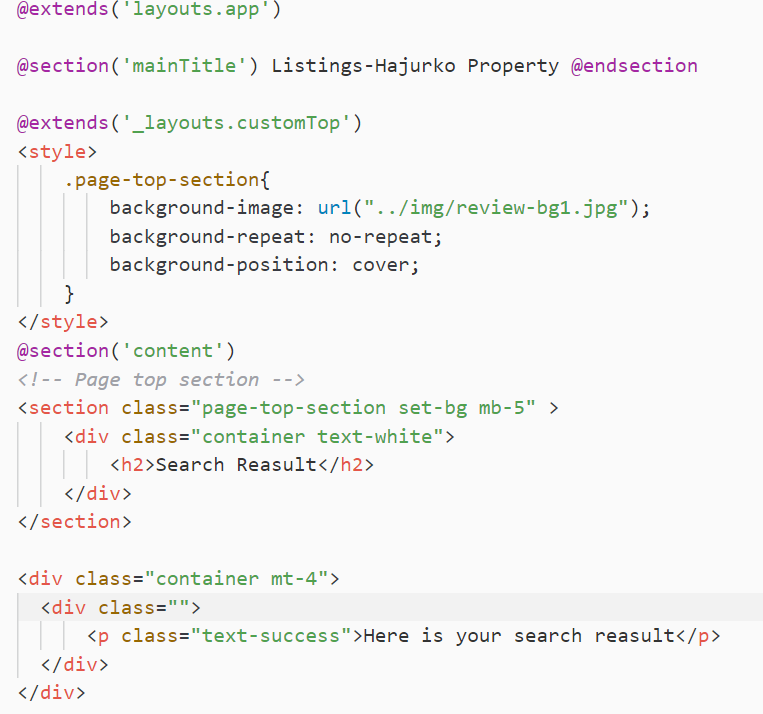 @extends('layouts.app')
@section('mainTitle') Listings-Hajurko Property @endsection
@extends('_layouts.customTop')
<style>
.page-top-section{
background-image: url("../img/review-bg1.jpg");
background-repeat: no-repeat;
background-position: cover;
}
</style>
@section('content')
<!-- Page top section -->
<section class="page-top-section set-bg mb-5" >
<div class="container text-white">
<h2>Search Reasult</h2>
</div>
</section>
<div class="container mt-4">
<div class="">
<p class="text-success">Here is your search reasult</p>
</div>
</div>